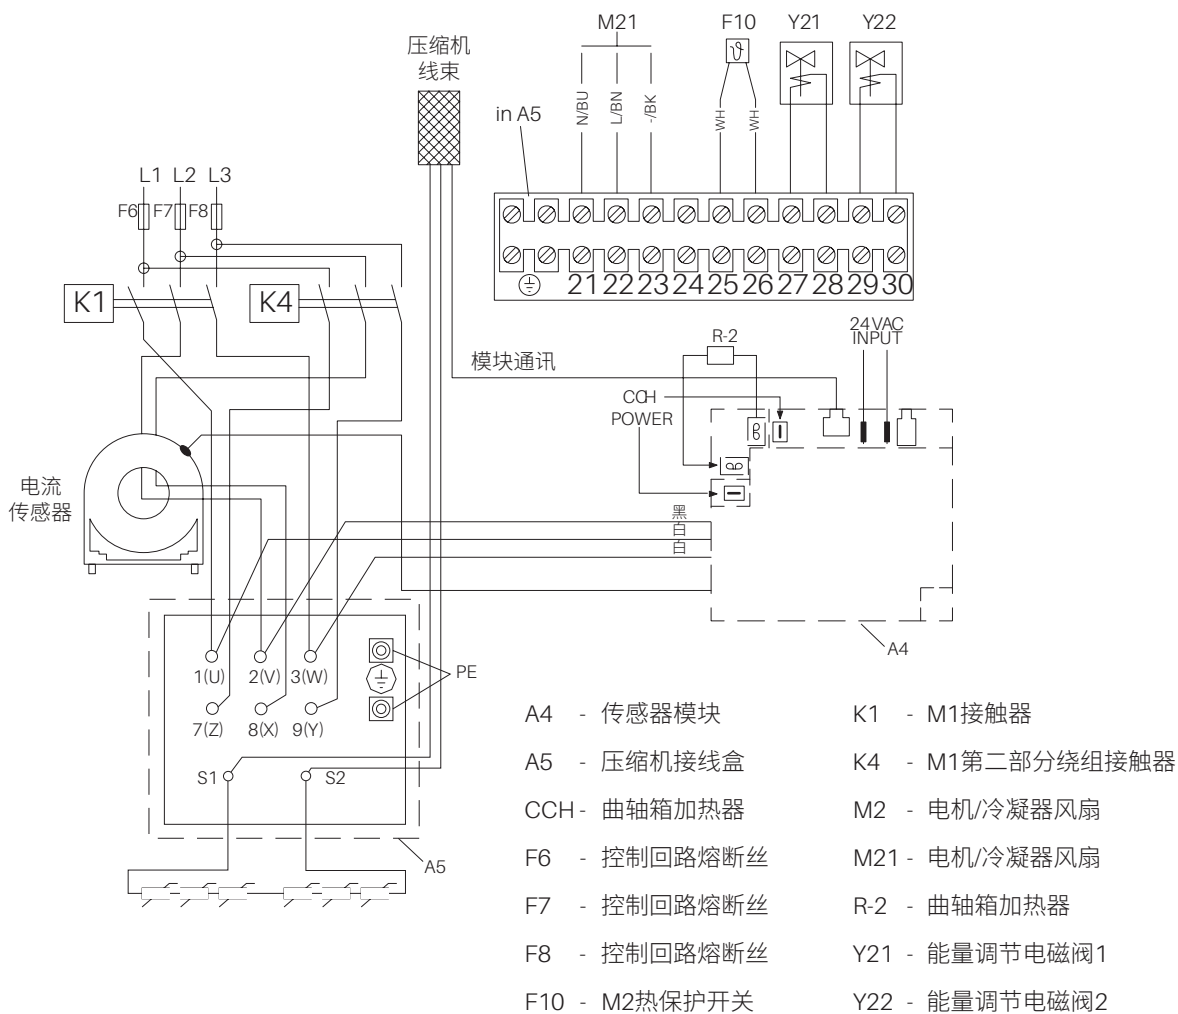 M21 F10 Y21 Y22
压缩机
线束
N/BU L/BN -/BK WH WH
in A5
L1 L2 L3
F6 F7 F8
21 22 23 24 25 26 27 28 29 30
K1 K4
24VAC
INPUT
R-2
模块通讯
CCH
POWER
电流
传感器
黑
白
白
A4
1(U) 2(V) 3(W)
PE
7(Z) 8(X) 9(Y)
S1 S2
A5
A4 - 传感器模块
A5 - 压缩机接线盒
CCH - 曲轴箱加热器
F6 - 控制回路熔断丝
F7 - 控制回路熔断丝
F8 - 控制回路熔断丝
F10 - M2热保护开关
K1 - M1接触器
K4 - M1第二部分绕组接触器
M2 - 电机/冷凝器风扇
M21 - 电机/冷凝器风扇
R-2 - 曲轴箱加热器
Y21 - 能量调节电磁阀1
Y22 - 能量调节电磁阀2